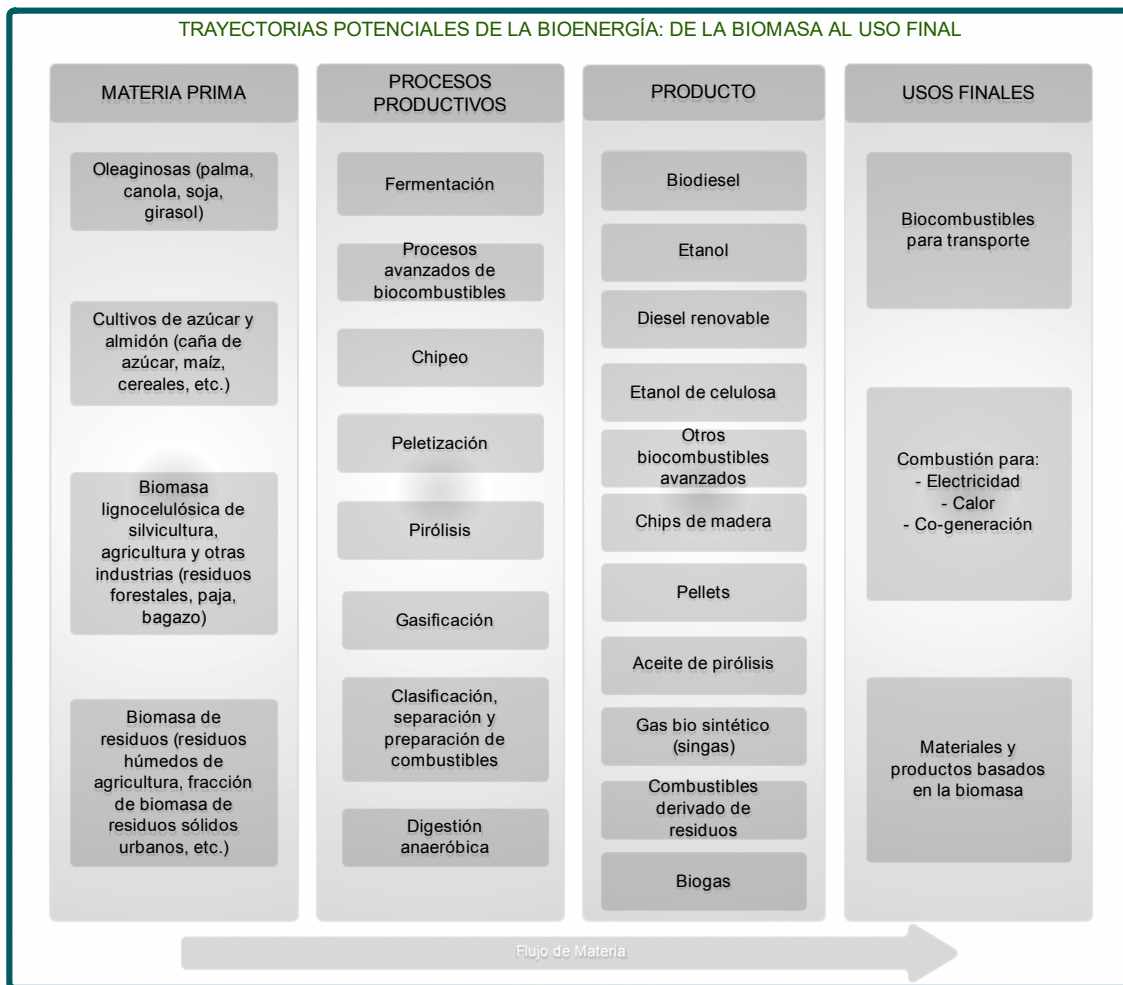 TRAYECTORIAS POTENCIALES DE LA BIOENERGÍA: DE LA BIOMASA AL USO FINAL
MATERIA PRIMA
Oleaginosas (palma,
canola, soja,
girasol)
Cultivos de azúcar y
almidón (caña de
azúcar, maíz,
cereales, etc.)
Biomasa
lignocelulósica de
silvicultura,
agricultura y otras
industrias (residuos
forestales, paja,
bagazo)
Biomasa de
residuos (residuos
húmedos de
agricultura, fracción
de biomasa de
residuos sólidos
urbanos, etc.)
PROCESOS
PRODUCTIVOS
Fermentación
Procesos
avanzados de
biocombustibles
Chipeo
Peletización
Pirólisis
Gasificación
Clasificación,
separación y
preparación de
combustibles
Digestión
anaeróbica
PRODUCTO
Biodiesel
Etanol
Diesel renovable
Etanol de celulosa
Otros
biocombustibles
avanzados
Chips de madera
Pellets
Aceite de pirólisis
Gas bio sintético
(singas)
Combustibles
derivado de
residuos
Biogas
USOS FINALES
Biocombustibles
para transporte
Combustión para:
- Electricidad
- Calor
- Co-generación
Materiales y
productos basados
en la biomasa
Flujo de Materia